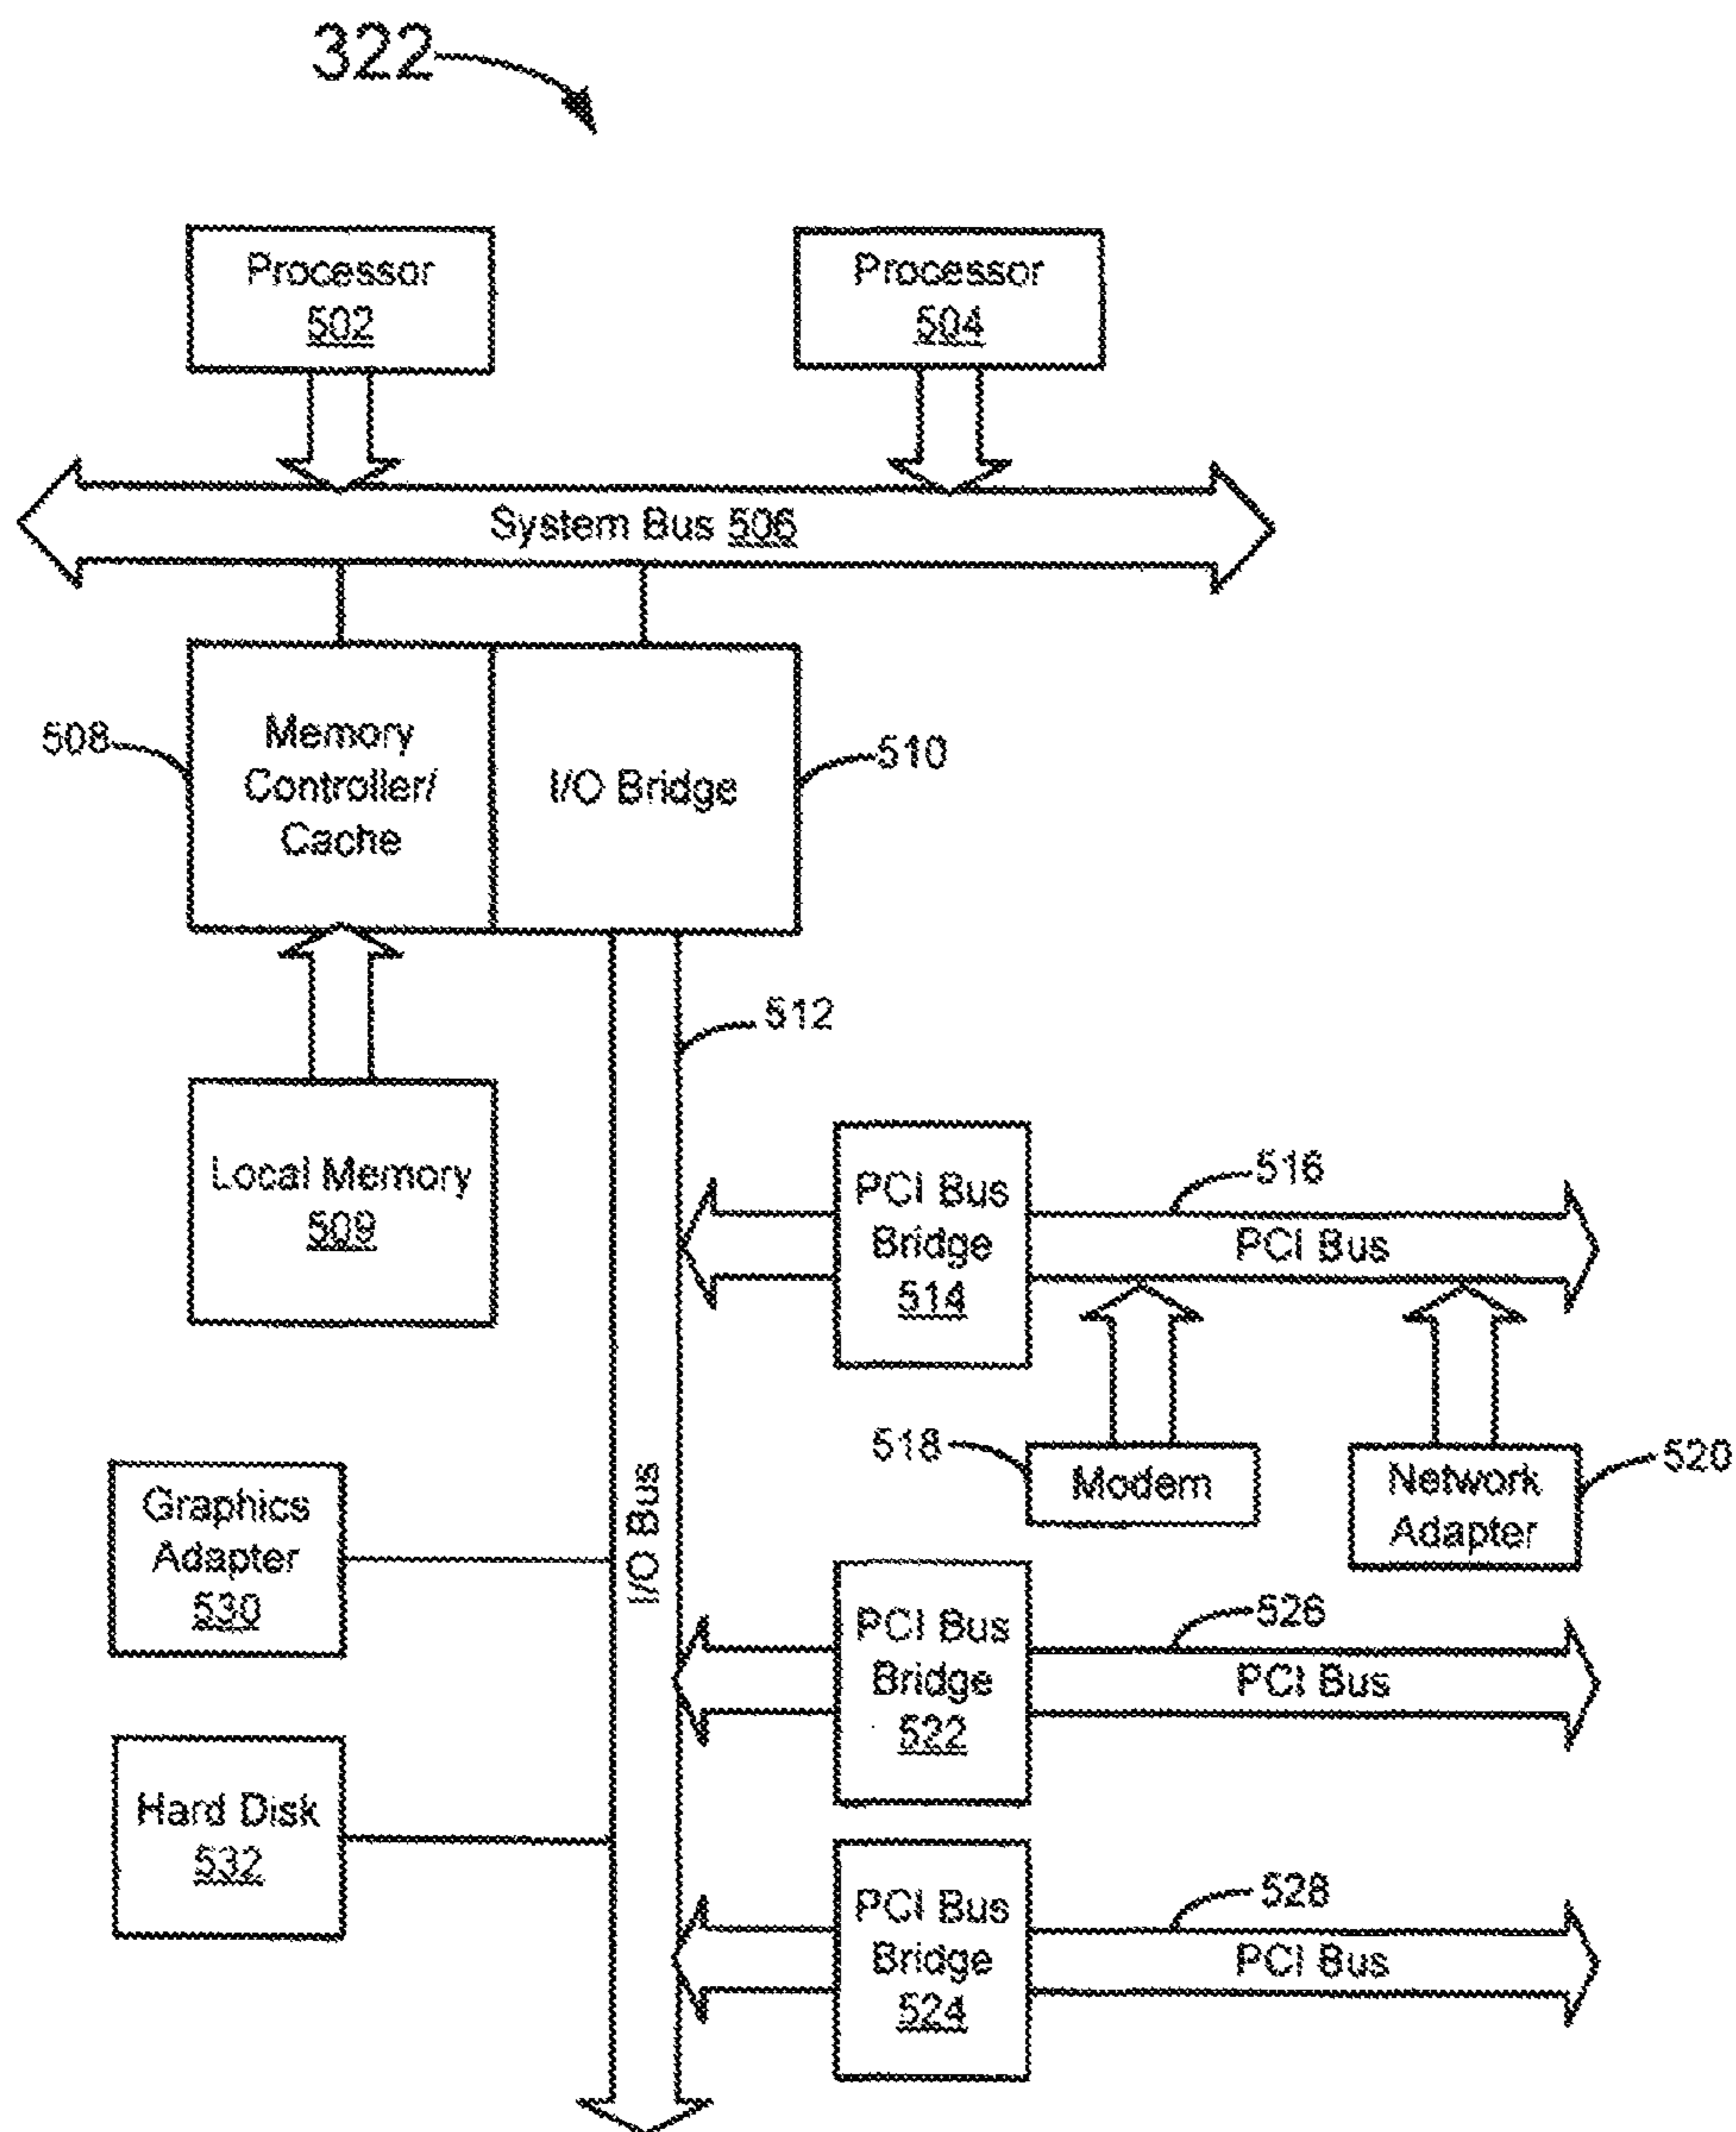 322
Processor
502
Processor
504
System Bus 506
508
Memory
Controller/
Cache
I/O Bridge
510
512
Local Memory
509
PCI Bus
Bridge
514
516
PCI Bus
518
Modem
Network
Adapter
520
Graphics
Adapter
530
I/O Bus
PCI Bus
Bridge
522
526
PCI Bus
Hard Disk
532
PCI Bus
Bridge
524
528
PCI Bus